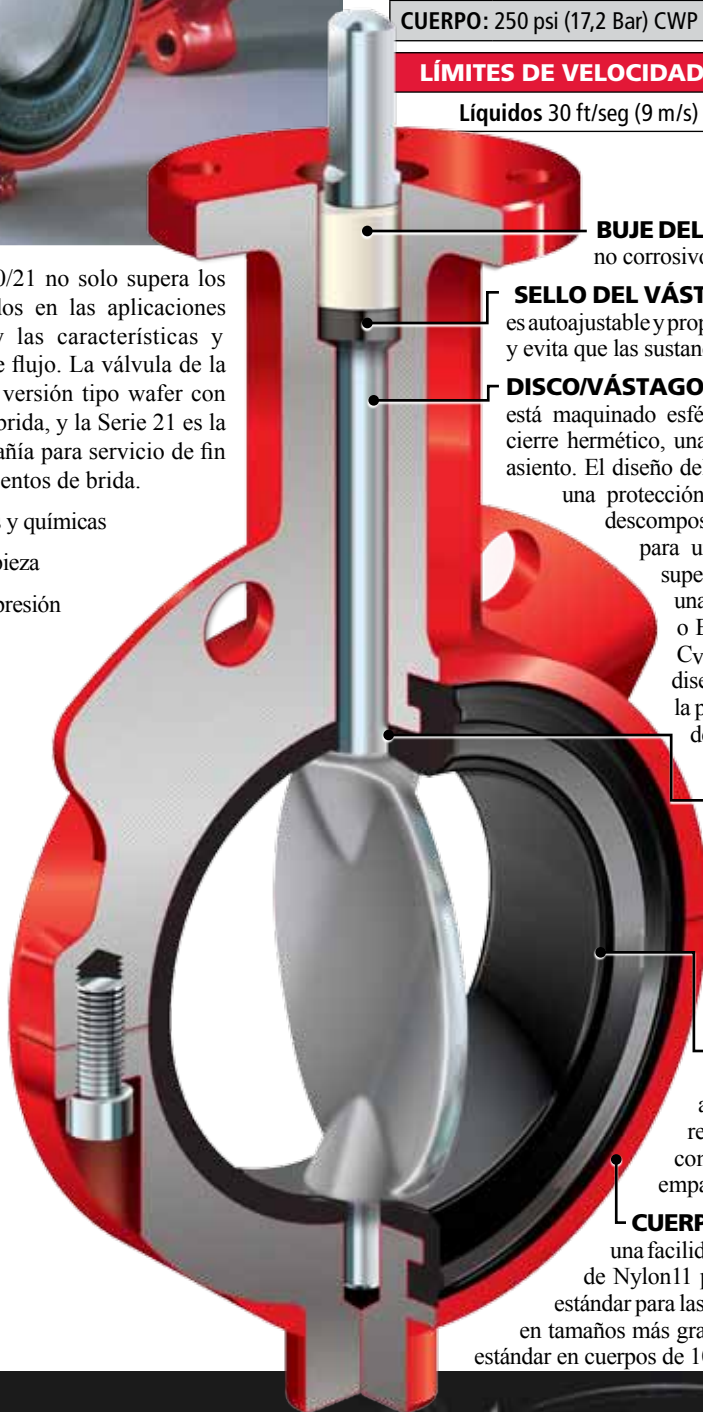 CUERPO: 250 psi (17,2 Bar) CWP
LÍMITES DE VELOCIDAD
Líquidos 30 ft/seg (9 m/s)
0/21 no solo supera los
los en las aplicaciones
y las características y
e flujo. La válvula de la
versión tipo wafer con
brida, y la Serie 21 es la
añía para servicio de fin
entos de brida.
s y químicas
pieza
presión
BUJE DEL
no corrosivo
SELLO DEL VÁST
es autoajustable y prop
y evita que las sustanc
DISCO/VÁSTAGO
está maquinado esfé
cierre hermético, una
asiento. El diseño del
una protección
descompos
para u
supe
una
o E
Cv
dise
la p
de
a
re
con
empa
CUERP
una facilid
de Nylon11 p
estándar para las
en tamaños más gra
estándar en cuerpos de 10